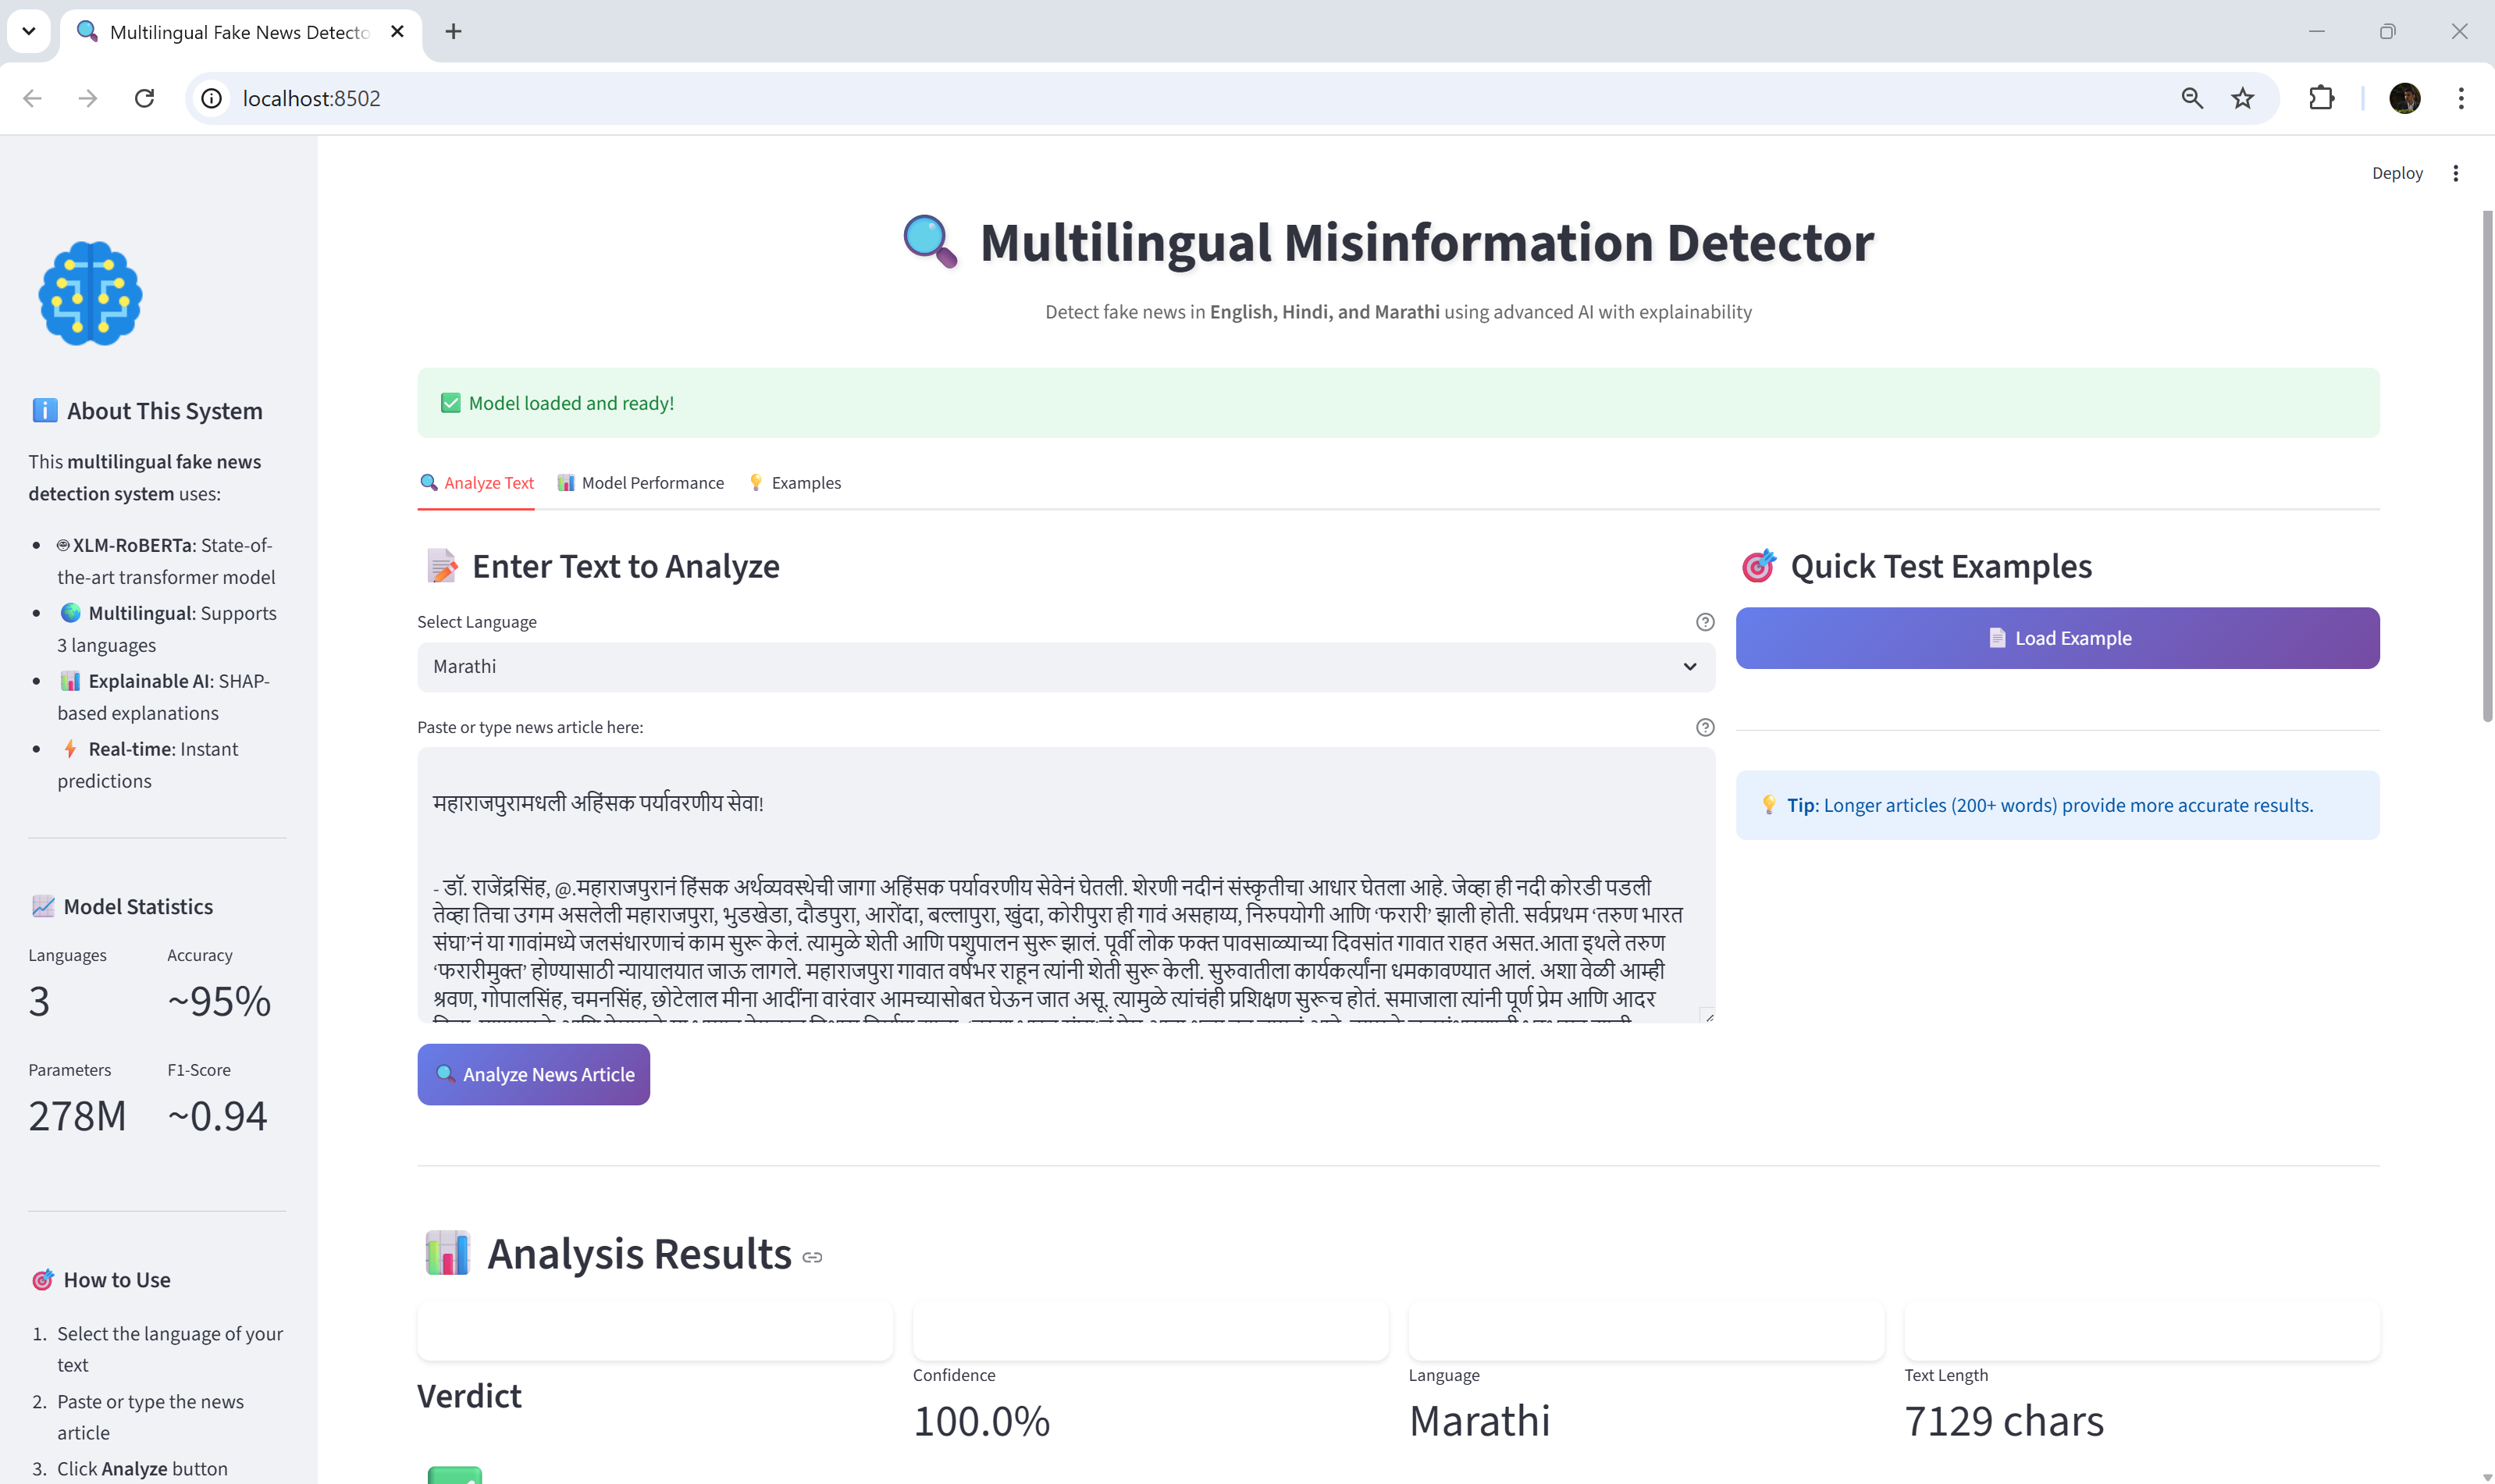 Multilingual Fake News Detecto
localhost:8502
Deploy
Multilingual Misinformation Detector
Detect fake news in English, Hindi, and Marathi using advanced AI with explainability
Model loaded and ready!
About This System
This multilingual fake news
detection system uses:
XLM-RoBERTa: State-of-
the-art transformer model
Multilingual: Supports
3 languages
Explainable AI: SHAP-
based explanations
Real-time: Instant
predictions
Model Statistics
Languages
3
Accuracy
~95%
Parameters
278M
F1-Score
~0.94
How to Use
1. Select the language of your
text
2. Paste or type the news
article
3. Click Analyze button
Analyze Text
Model Performance
Examples
Enter Text to Analyze
Select Language
Marathi
Paste or type news article here:
महाराजपुरामधली अहिंसक पर्यावरणीय सेवा!
- डॉ. राजेंद्रसिंह, @.महाराजपुरानं हिंसक अर्थव्यवस्थेची जागा अहिंसक पर्यावरणीय सेवेनं घेतली. शेरणी नदीनं संस्कृतीचा आधार घेतला आहे. जेव्हा ही नदी कोरडी पडली
तेव्हा तिचा उगम असलेली महाराजपुरा, भुडखेडा, दौडपुरा, आरोंदा, बल्लापुरा, खुंदा, कोरीपुरा ही गावं असहाय्य, निरुपयोगी आणि ‘फरारी’ झाली होती. सर्वप्रथम ‘तरुण भारत
संघा’नं या गावांमध्ये जलसंधारणाचं काम सुरू केलं. त्यामुळे शेती आणि पशुपालन सुरू झालं. पूर्वी लोक फक्त पावसाळ्याच्या दिवसांत गावात राहत असत.आता इथले तरुण
‘फरारीमुक्त’ होण्यासाठी न्यायालयात जाऊ लागले. महाराजपुरा गावात वर्षभर राहून त्यांनी शेती सुरू केली. सुरुवातीला कार्यकर्त्यांना धमकावण्यात आलं. अशा वेळी आम्ही
श्रवण, गोपालसिंह, चमनसिंह, छोटेलाल मीना आदींना वारंवार आमच्यासोबत घेऊन जात असू. त्यामुळे त्यांचंही प्रशिक्षण सुरूच होतं. समाजाला त्यांनी पूर्ण प्रेम आणि आदर
Analyze News Article
Quick Test Examples
Load Example
Tip: Longer articles (200+ words) provide more accurate results.
Analysis Results
Verdict
Confidence
100.0%
Language
Marathi
Text Length
7129 chars